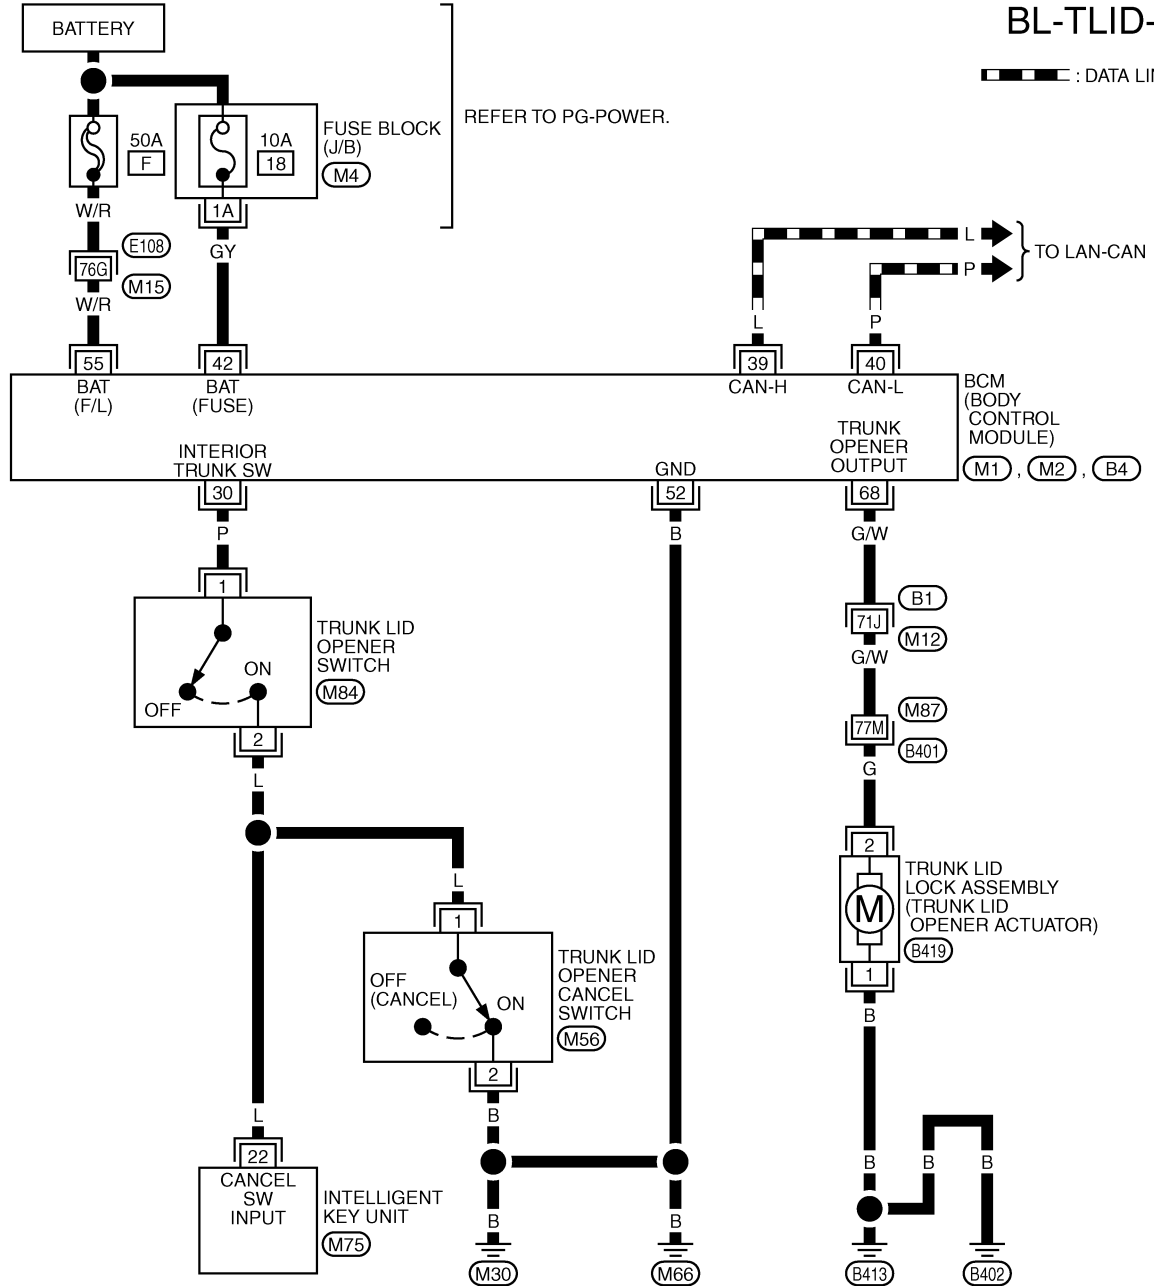 BATTERY
BL-TLID-
: DATA LI
50A
F
10A
18
FUSE BLOCK
(J/B)
M4
REFER TO PG-POWER.
W/R
1A
E108
GY
76G
M15
W/R
L
P
TO LAN-CAN
L
P
55
42
39
40
BAT
(F/L)
BAT
(FUSE)
CAN-H
CAN-L
BCM
(BODY
CONTROL
MODULE)
M1 , M2 , B4
INTERIOR
TRUNK SW
GND
TRUNK
OPENER
OUTPUT
30
52
68
P
B
G/W
1
B1
71J
M12
G/W
TRUNK LID
OPENER
SWITCH
M84
ON
OFF
2
M87
77M
B401
G
L
L
2
M
TRUNK LID
LOCK ASSEMBLY
(TRUNK LID
OPENER ACTUATOR)
B419
1
B
1
OFF
(CANCEL)
ON
TRUNK LID
OPENER
CANCEL
SWITCH
M56
2
B
L
22
CANCEL
SW
INPUT
INTELLIGENT
KEY UNIT
M75
B
B
B
B
B
M30
M66
B413
B402